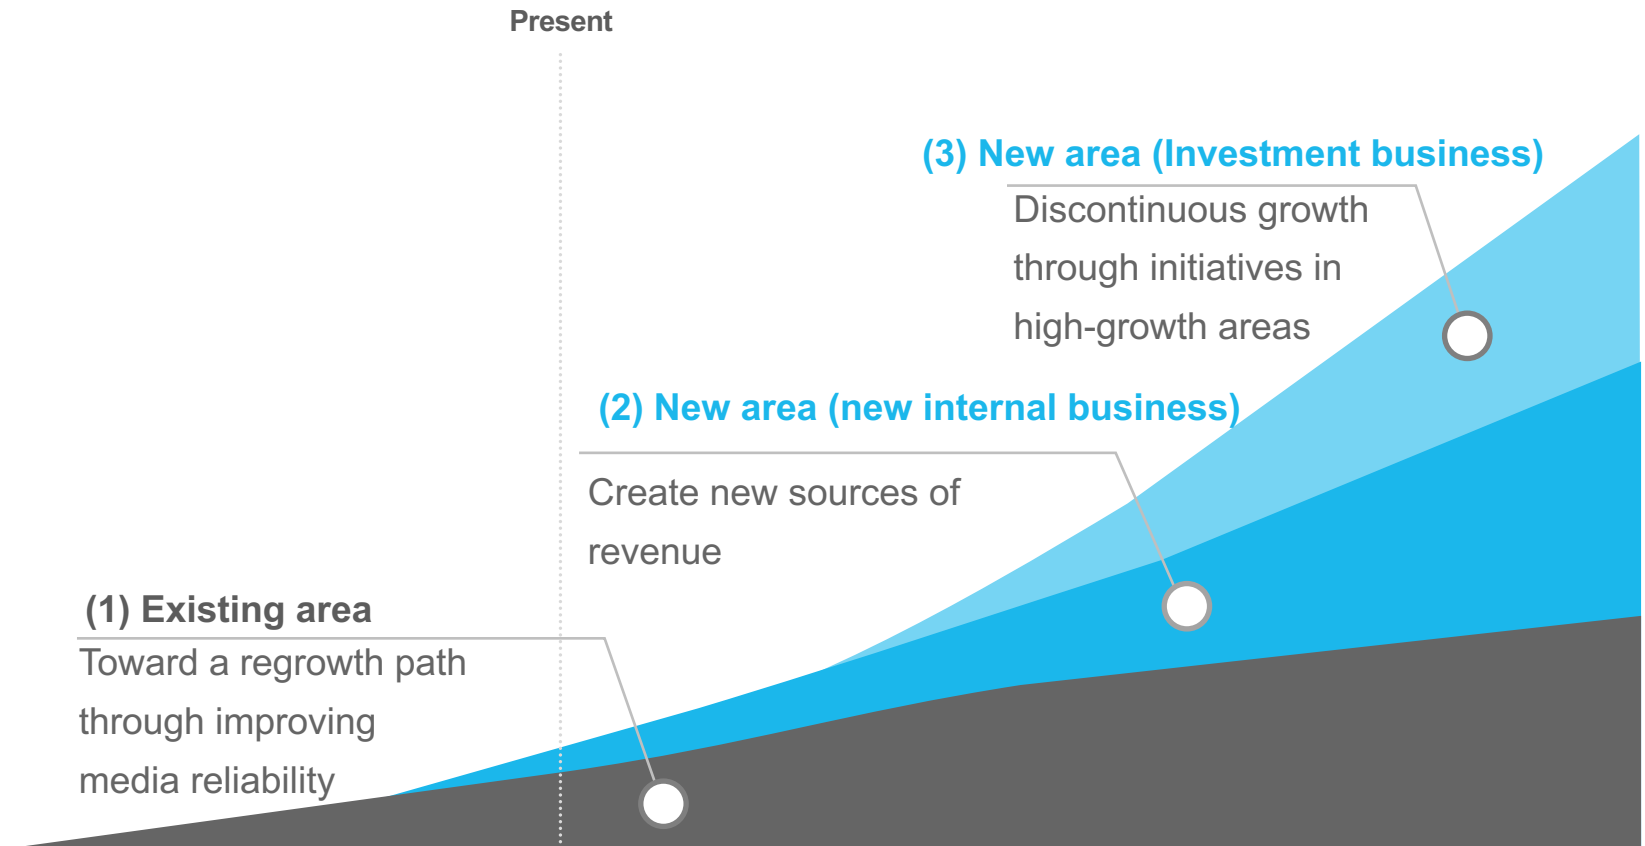 Present
(3) New area (Investment business)
Discontinuous growth
through initiatives in
high-growth areas
(2) New area (new internal business)
Create new sources of
revenue
(1) Existing area
Toward a regrowth path
through improving
media reliability